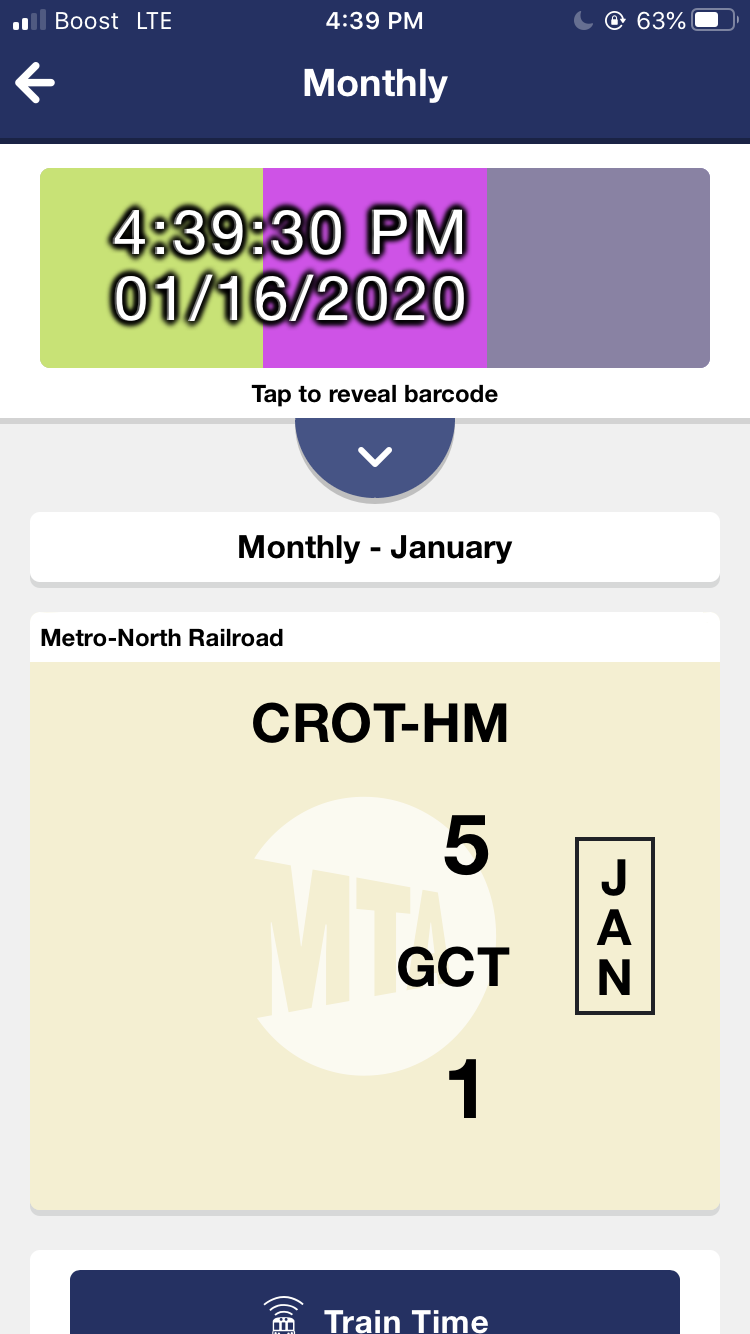 Boost LTE 4:39 PM 63%
Monthly
4:39:30 PM
01/16/2020
Tap to reveal barcode
Monthly - January
Metro-North Railroad
CROT-HM
5
MTA
GCT
1
J
A
N
Train Time